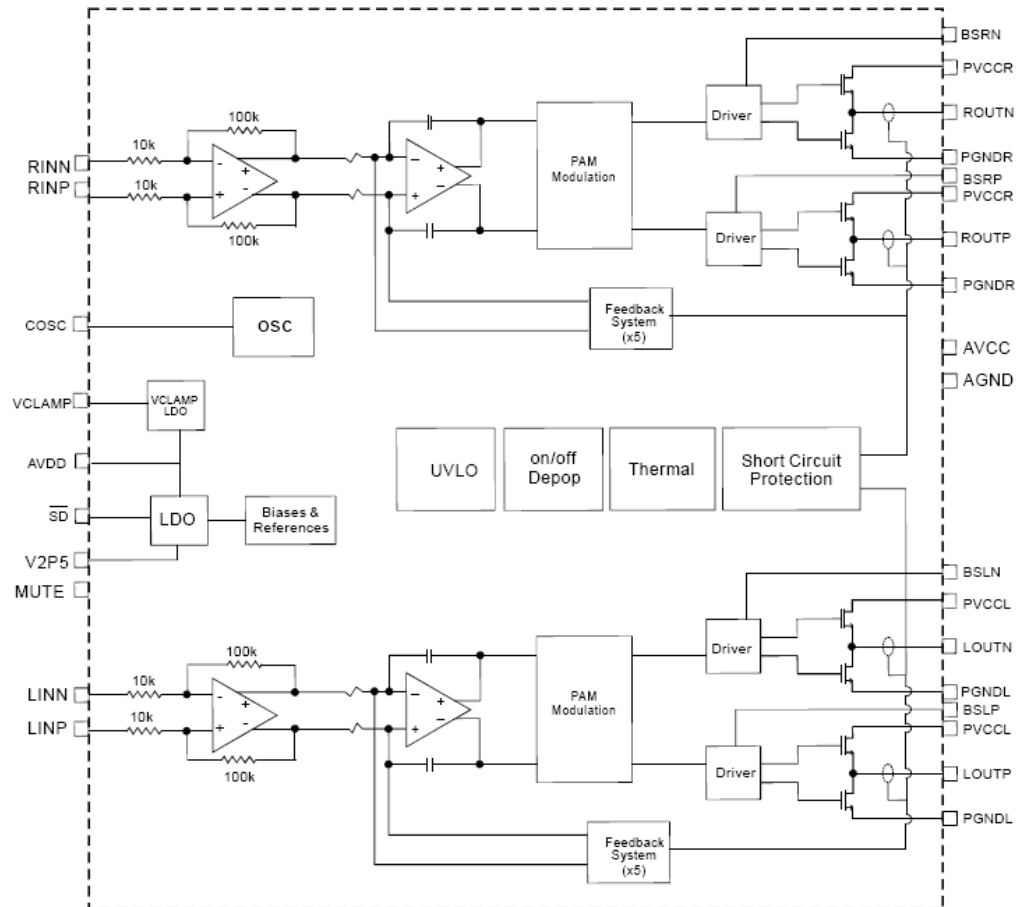 BSRN
PVCCR
100k
Driver
10k
ROUTN
RINN
-
+
−
+
PAM
Modulation
RINP
10k
+
-
+
−
PGNDR
BSRP
PVCCR
100k
Driver
ROUTP
PGNDR
Feedback
System
(x5)
COSC
OSC
AVCC
AGND
VCLAMP
VCLAMP
LDO
AVDD
UVLO
on/off
Depop
Thermal
Short Circuit
Protection
SD
LDO
Biases &
References
V2P5
MUTE
BSLN
PVCCL
100k
Driver
LOUTN
10k
LINN
-
+
−
+
PAM
Modulation
LINP
10k
+
-
+
−
PGNDL
BSLP
PVCCL
100k
Driver
LOUTP
PGNDL
Feedback
System
(x5)